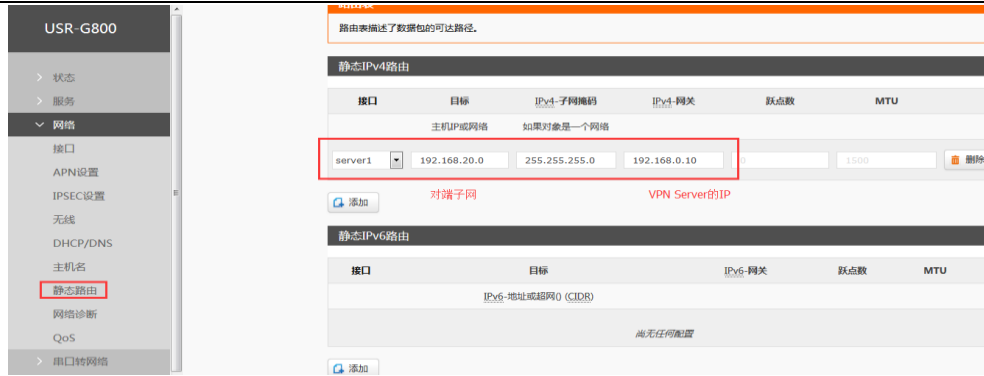 USR-G800
状态
服务
网络
接口
APN设置
IPSEC设置
无线
DHCP/DNS
主机名
静态路由
网络诊断
QoS
串口转网络
路由表
路由表描述了数据包的可达路径。
静态IPv4路由
接口 目标 IPv4-子网掩码 IPv4-网关 跃点数 MTU
主机IP或网络 如果对象是一个网络
server1 192.168.20.0 255.255.255.0 192.168.0.10 0 1500 删除
对端子网 VPN Server的IP
添加
静态IPv6路由
接口 目标 IPv6-网关 跃点数 MTU
IPv6-地址或超网() (CIDR)
尚无任何配置
添加